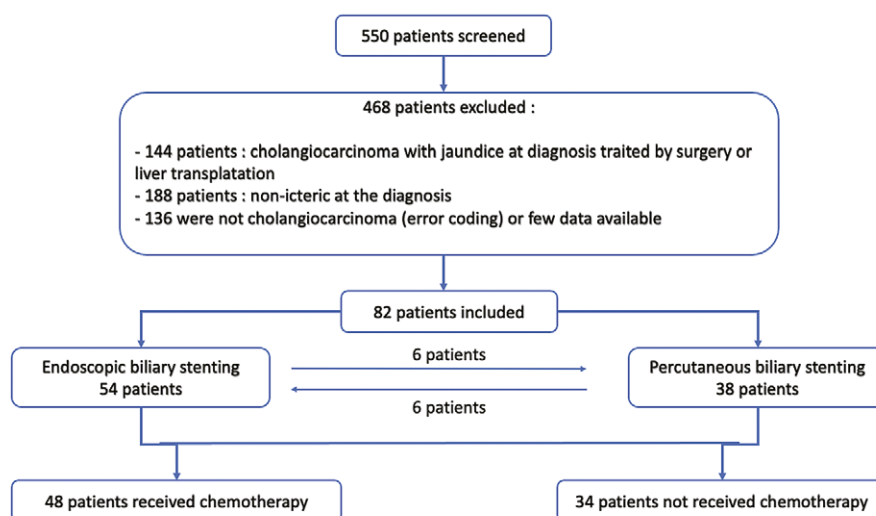 550 patients screened
468 patients excluded :
- 144 patients : cholangiocarcinoma with jaundice at diagnosis traited by surgery or
liver transplatation
- 188 patients : non-icteric at the diagnosis
- 136 were not cholangiocarcinoma (error coding) or few data available
82 patients included
Endoscopic biliary stenting
54 patients
6 patients
6 patients
Percutaneous biliary stenting
38 patients
48 patients received chemotherapy
34 patients not received chemotherapy